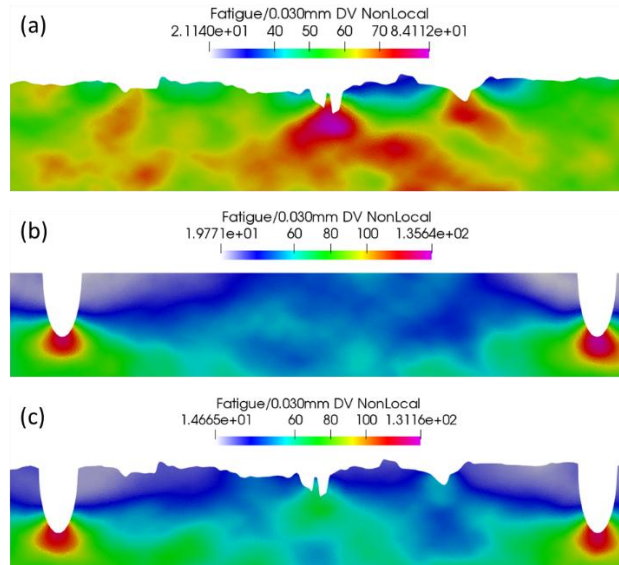 (a)
Fatigue/0.030mm DV NonLocal
2.1140e+01 40 50 60 70 8.4112e+01
(b)
Fatigue/0.030mm DV NonLocal
1.9771e+01 60 80 100 1.3564e+02
(c)
Fatigue/0.030mm DV NonLocal
1.4665e+01 60 80 100 1.3116e+02